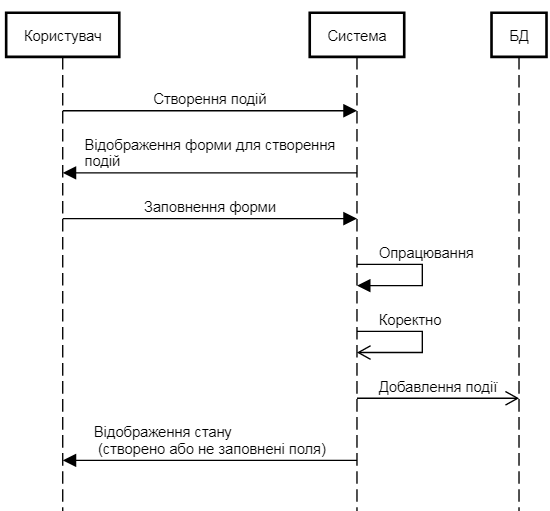 Користувач
Система
БД
Створення подій
Відображення форми для створення
подій
Заповнення форми
Опрацювання
Коректно
Добавлення події
Відображення стану
(створено або не заповнені поля)